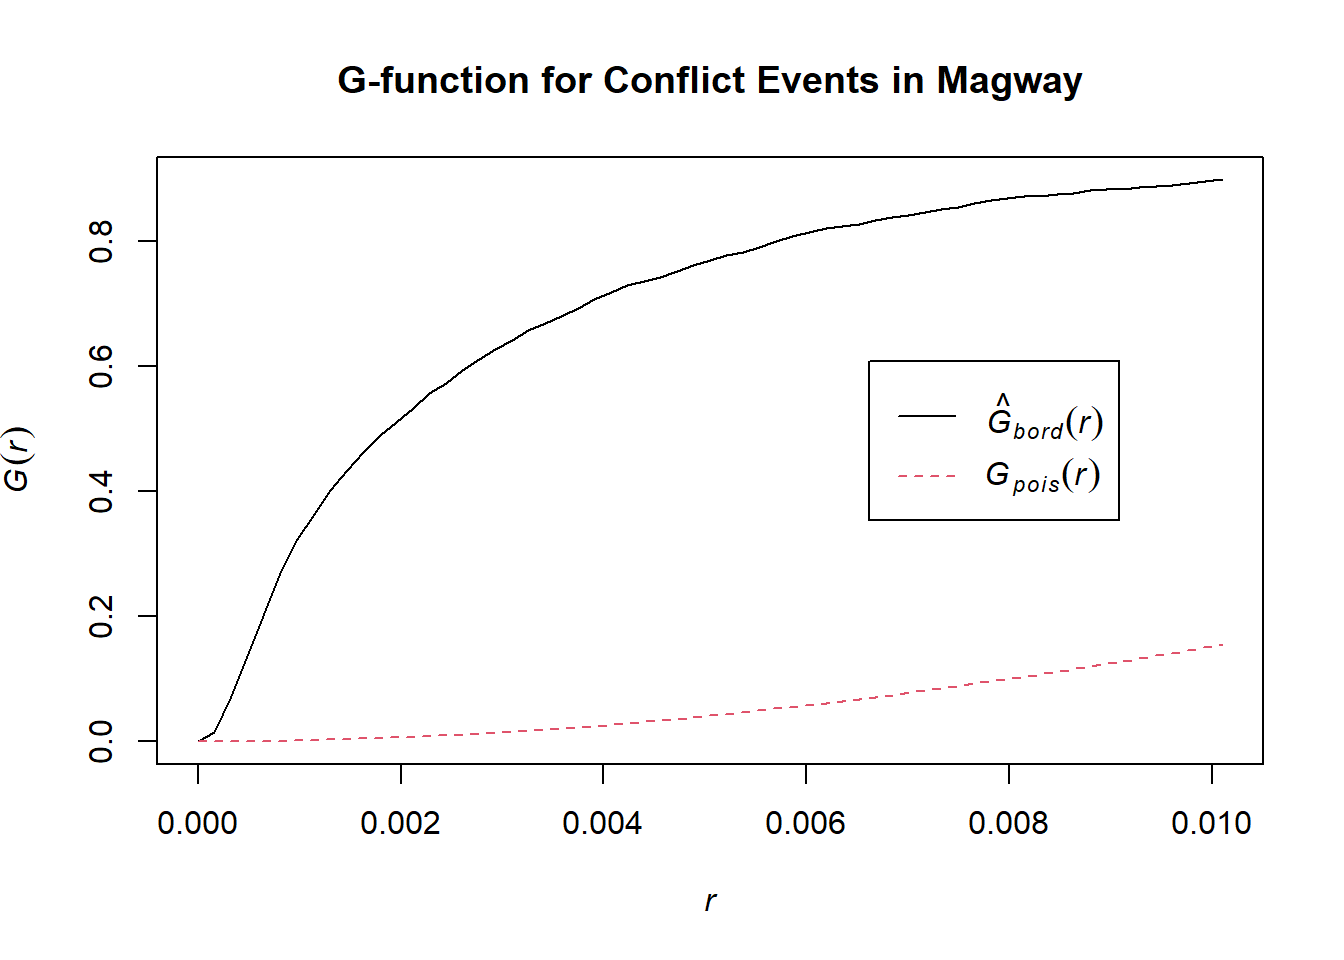 G-function for Conflict Events in Magway
G(r)
0.8
0.6
0.4
0.2
0.0
Ĝbord(r)
Gpois(r)
0.000 0.002 0.004 0.006 0.008 0.010
r